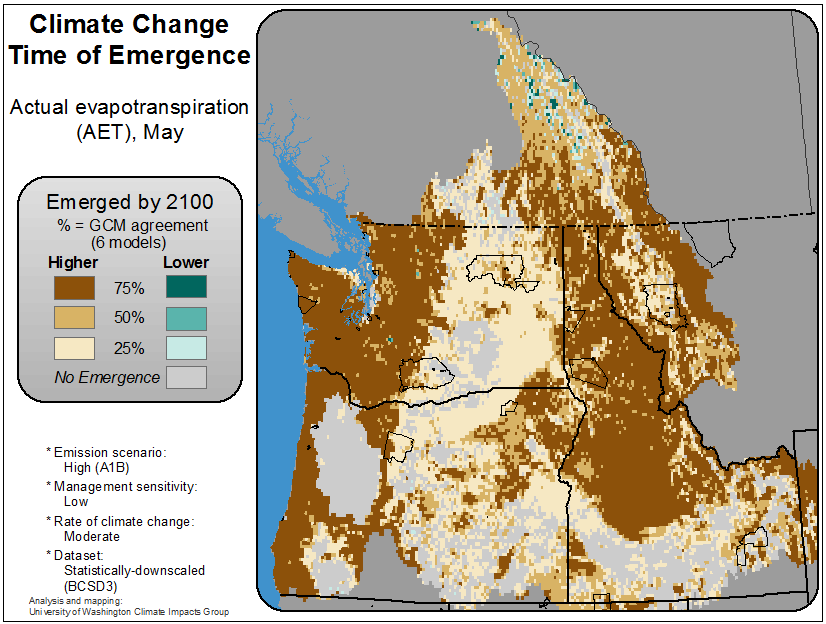 Climate Change
Time of Emergence
Actual evapotranspiration
(AET), May
Emerged by 2100
% = GCM agreement
(6 models)
Higher Lower
75%
50%
25%
No Emergence
* Emission scenario:
High (A1B)
* Management sensitivity:
Low
* Rate of climate change:
Moderate
* Dataset:
Statistically-downscaled
(BCSD3)
Analysis and mapping:
University of Washington Climate Impacts Group